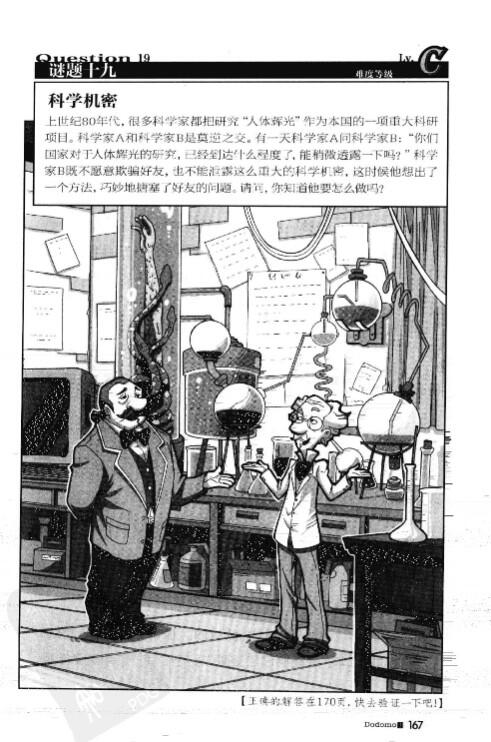 Question 19
Lv.
C
谜题十九
难度等级
科学机密
上世纪80年代，很多科学家都把研究“人体辉光”作为本国的一项重大科研
项目。科学家A和科学家B是莫逆之交。有一天科学家A问科学家B：“你们
国家对于人体辉光的研究，已经到达什么程度了，能稍微透露一下吗？”科学
家B既不愿意欺骗好友，也不能泄露这么重大的科学机密，这时候他想出了
一个方法，巧妙地搪塞了好友的问题。请问，你知道他要怎么做吗？
【正确的解答在170页，快去验证一下吧！】
Dodomo
167